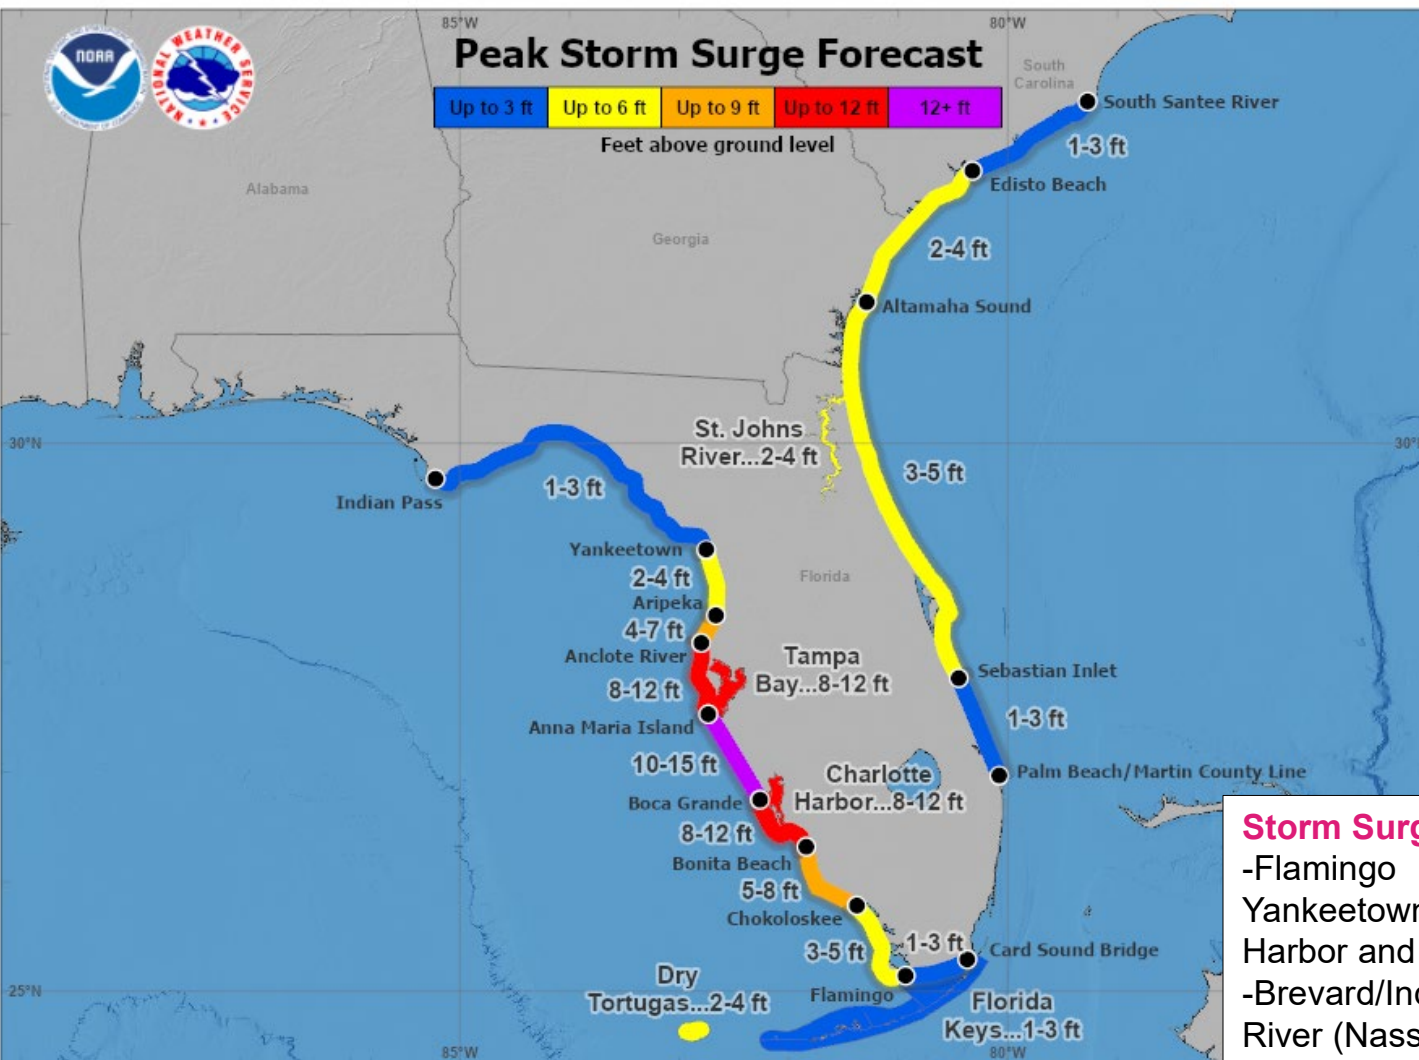 85°W
80°W
NOAA
NATIONAL WEATHER SERVICE
Peak Storm Surge Forecast
Up to 3 ft
Up to 6 ft
Up to 9 ft
Up to 12 ft
12+ ft
Feet above ground level
South
Carolina
South Santee River
1-3 ft
Edisto Beach
Alabama
Georgia
2-4 ft
Altamaha Sound
St. Johns
River...2-4 ft
30°N
30°
3-5 ft
1-3 ft
Indian Pass
Yankeetown
2-4 ft
Florida
Aripeka
4-7 ft
Anclote River
Tampa
Bay...8-12 ft
8-12 ft
Sebastian Inlet
Anna Maria Island
1-3 ft
10-15 ft
Charlotte
Harbor...8-12 ft
Palm Beach/Martin County Line
Boca Grande
8-12 ft
Bonita Beach
5-8 ft
Chokoloskee
3-5 ft
1-3 ft
Card Sound Bridge
Dry
Tortugas...2-4 ft
Flamingo
Florida
Keys...1-3 ft
25°N
85°W
80°W
Storm Surg
-Flamingo
Yankeetown
Harbor and
-Brevard/Ind
River (Nass